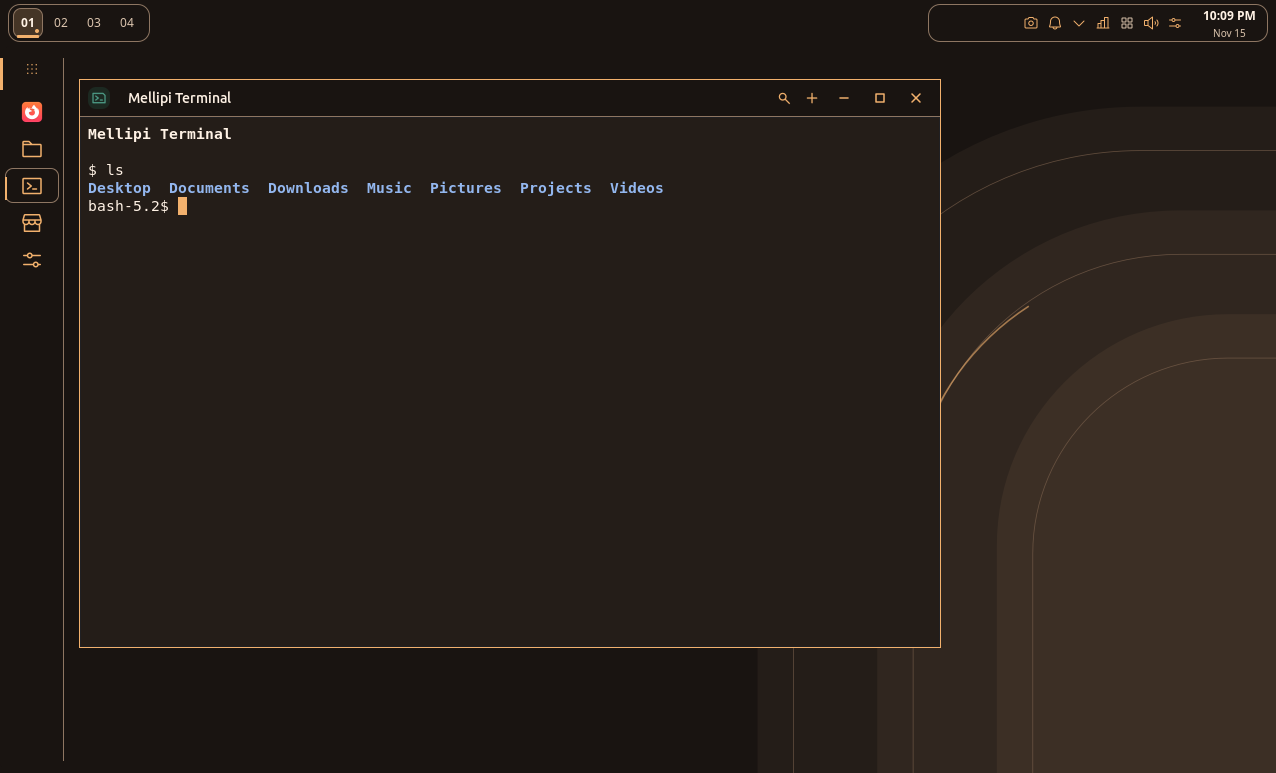 01 02 03 04
10:09 PM
Nov 15
Mellipi Terminal
Mellipi Terminal
$ ls
Desktop  Documents  Downloads  Music  Pictures  Projects  Videos
bash-5.2$